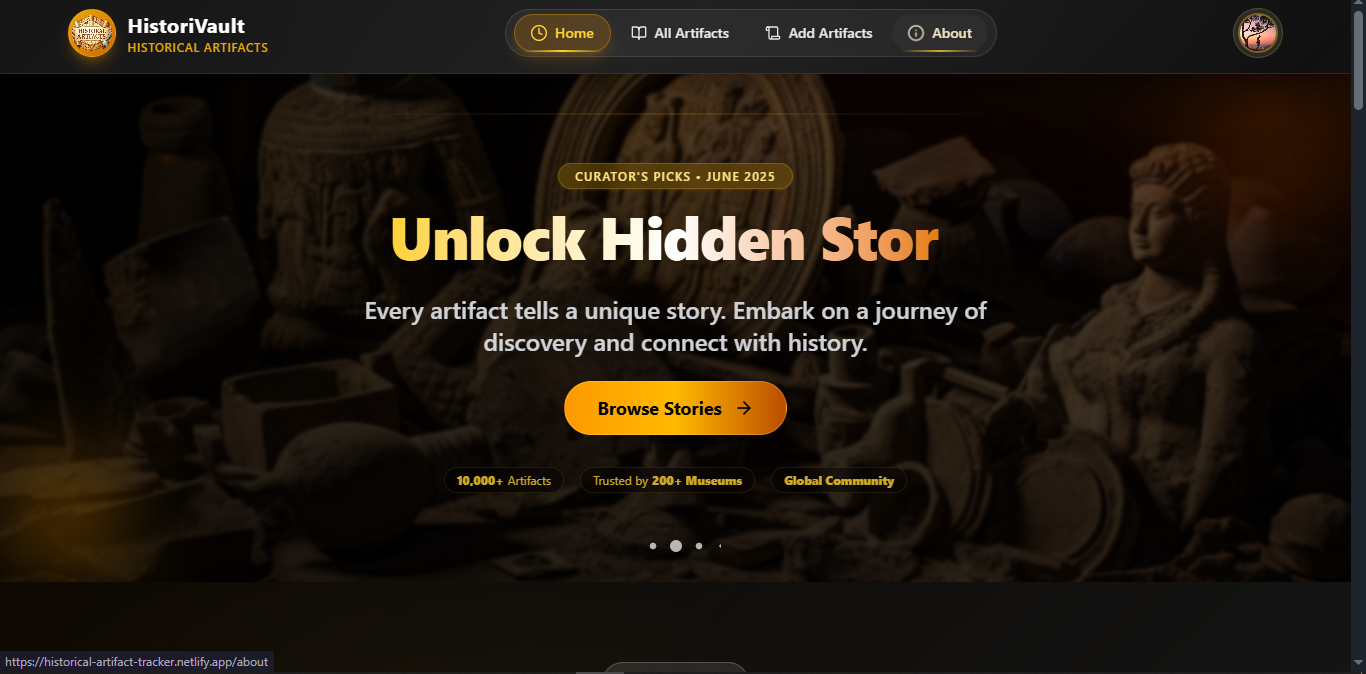 HistoriVault
HISTORICAL ARTIFACTS
Home
All Artifacts
Add Artifacts
About
CURATOR'S PICKS • JUNE 2025
Unlock Hidden Stor
Every artifact tells a unique story. Embark on a journey of
discovery and connect with history.
Browse Stories →
10,000+ Artifacts
Trusted by 200+ Museums
Global Community
https://historical-artifact-tracker.netlify.app/about